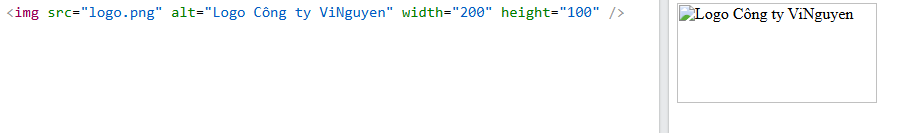 <img src="logo.png" alt="Logo Công ty ViNguyen" width="200" height="100" />
Logo Công ty ViNguyen